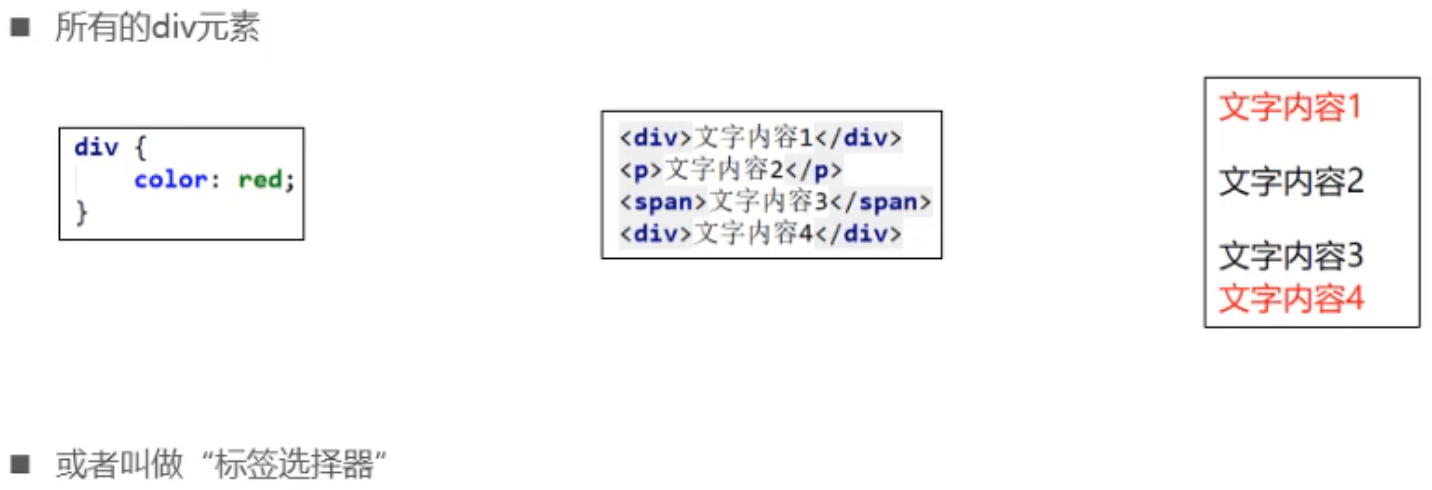 所有的div元素
div {
    color: red;
}
<div>文字内容1</div>
<p>文字内容2</p>
<span>文字内容3</span>
<div>文字内容4</div>
文字内容1
文字内容2
文字内容3
文字内容4
或者叫做“标签选择器”